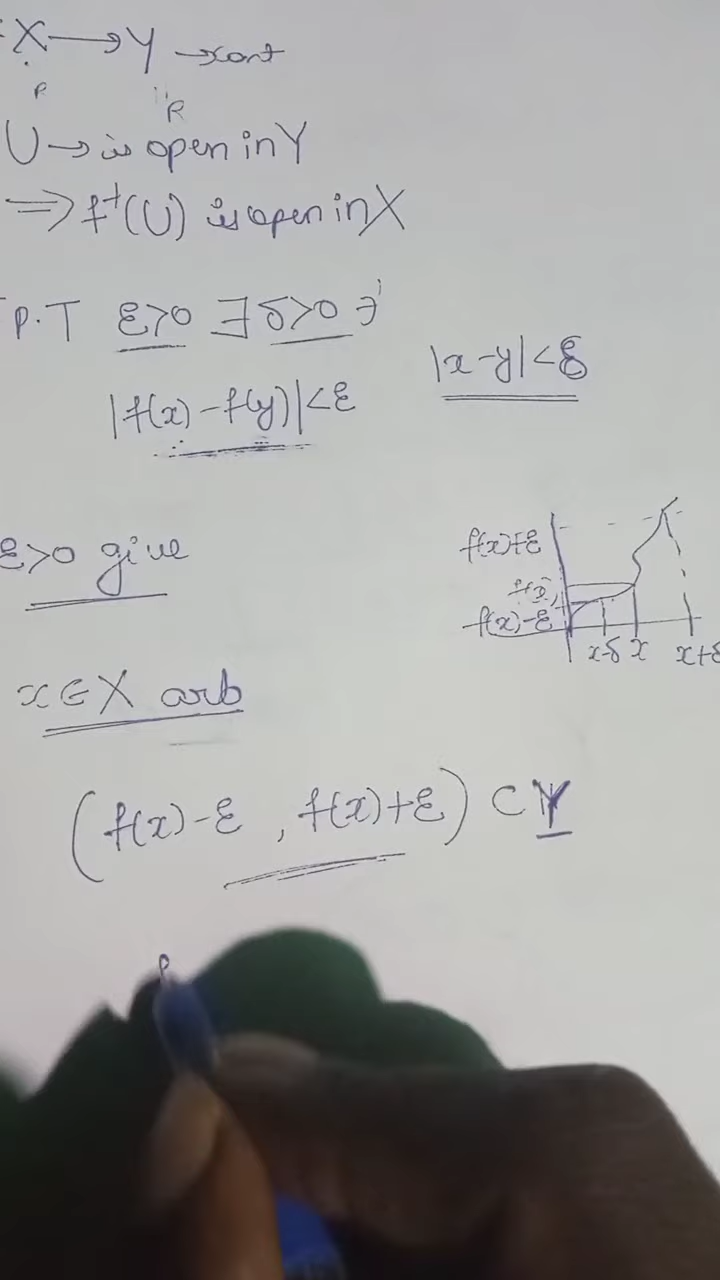 X → Y → cont
R
U → is open in Y
⇒ f⁻¹(U) is open in X
P.T ε>0 ∃ δ>0 ∋
|x-y|<δ
|f(x)-f(y)|<ε
ε>0 give
f(x)+ε
f(x)
f(x)-ε
x-δ x x+δ
x∈X arb
(f(x)-ε, f(x)+ε) ⊂ Y